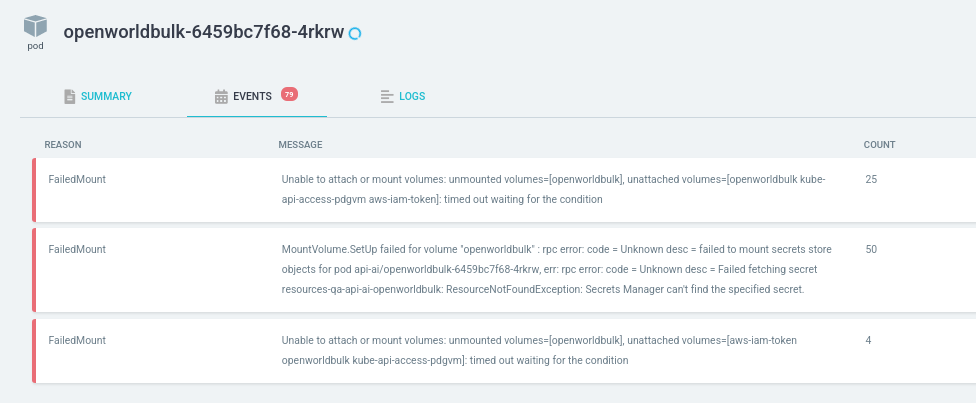 openworldbulk-6459bc7f68-4rkrw
pod
SUMMARY
EVENTS
79
LOGS
REASON MESSAGE COUNT
FailedMount
Unable to attach or mount volumes: unmounted volumes=[openworldbulk], unattached volumes=[openworldbulk kube-
api-access-pdgvm aws-iam-token]: timed out waiting for the condition
25
FailedMount
MountVolume.SetUp failed for volume "openworldbulk" : rpc error: code = Unknown desc = failed to mount secrets store
objects for pod api-ai/openworldbulk-6459bc7f68-4rkrw, err: rpc error: code = Unknown desc = Failed fetching secret
resources-qa-api-ai-openworldbulk: ResourceNotFoundException: Secrets Manager can't find the specified secret.
50
FailedMount
Unable to attach or mount volumes: unmounted volumes=[openworldbulk], unattached volumes=[aws-iam-token
openworldbulk kube-api-access-pdgvm]: timed out waiting for the condition
4